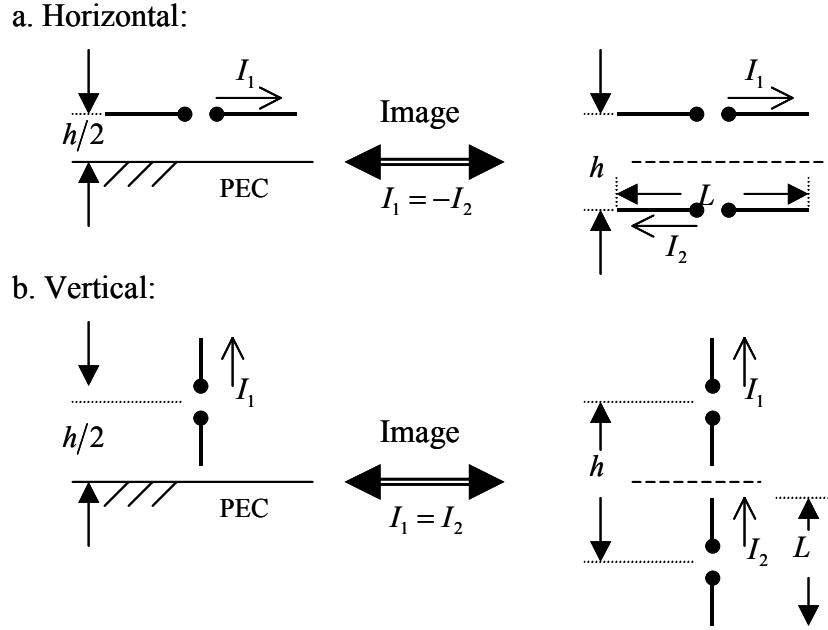 a. Horizontal:
I₁
h/2
PEC
Image
I₁ = −I₂
I₁
h
L
I₂
b. Vertical:
I₁
h/2
PEC
Image
I₁ = I₂
I₁
h
I₂
L